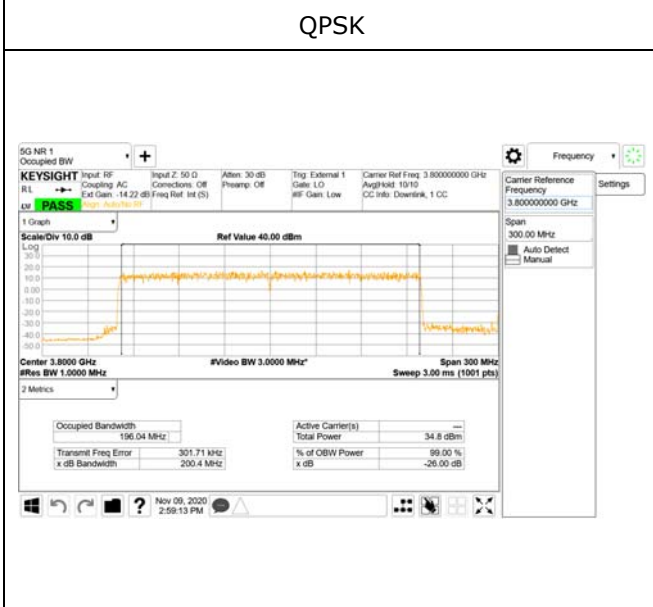 QPSK
5G NR 1
Occupied BW
+
Frequency
KEYSIGHT
RL
PASS
Input: RF
Coupling: AC
Ext Gain: -14.22 dB
Align: Auto/No RF
Input Z: 50 Ω
Corrections: Off
Freq Ref: Int (S)
Atten: 30 dB
Preamp: Off
Trig: External 1
Gate: LO
#IF Gain: Low
Carrier Ref Freq: 3.800000000 GHz
Avg|Hold: 10/10
CC Info: Downlink, 1 CC
Carrier Reference
Frequency
3.800000000 GHz
Settings
Span
300.00 MHz
Auto Detect
Manual
1 Graph
Scale/Div 10.0 dB
Ref Value 40.00 dBm
Log
30.0
20.0
10.0
0.00
-10.0
-20.0
-30.0
-40.0
-50.0
Center 3.8000 GHz
#Video BW 3.0000 MHz*
Span 300 MHz
#Res BW 1.0000 MHz
Sweep 3.00 ms (1001 pts)
2 Metrics
Occupied Bandwidth
196.04 MHz
Active Carrier(s)
—
Total Power
34.8 dBm
Transmit Freq Error
301.71 kHz
% of OBW Power
99.00 %
x dB Bandwidth
200.4 MHz
x dB
-26.00 dB
?
Nov 09, 2020
2:59:13 PM